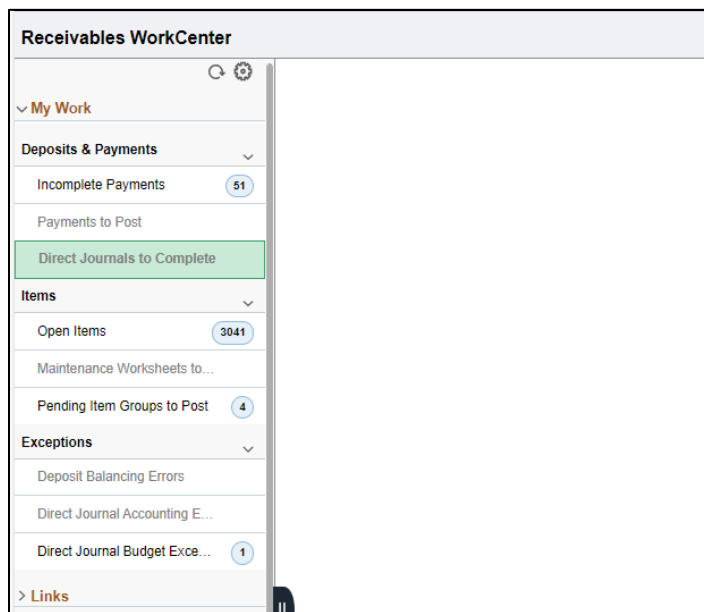 Receivables WorkCenter
My Work
Deposits & Payments
Incomplete Payments 51
Payments to Post
Direct Journals to Complete
Items
Open Items 3041
Maintenance Worksheets to...
Pending Item Groups to Post 4
Exceptions
Deposit Balancing Errors
Direct Journal Accounting E...
Direct Journal Budget Exce... 1
Links